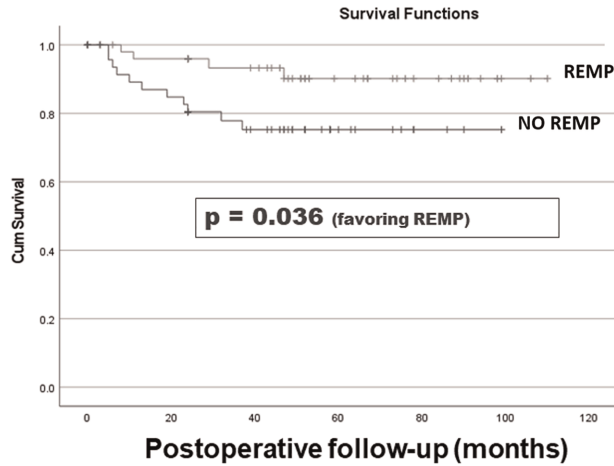 Survival Functions
1.0
REMP
0.8
NO REMP
0.6
p = 0.036 (favoring REMP)
0.4
0.2
0.0
Cum Survival
0 20 40 60 80 100 120
Postoperative follow-up (months)